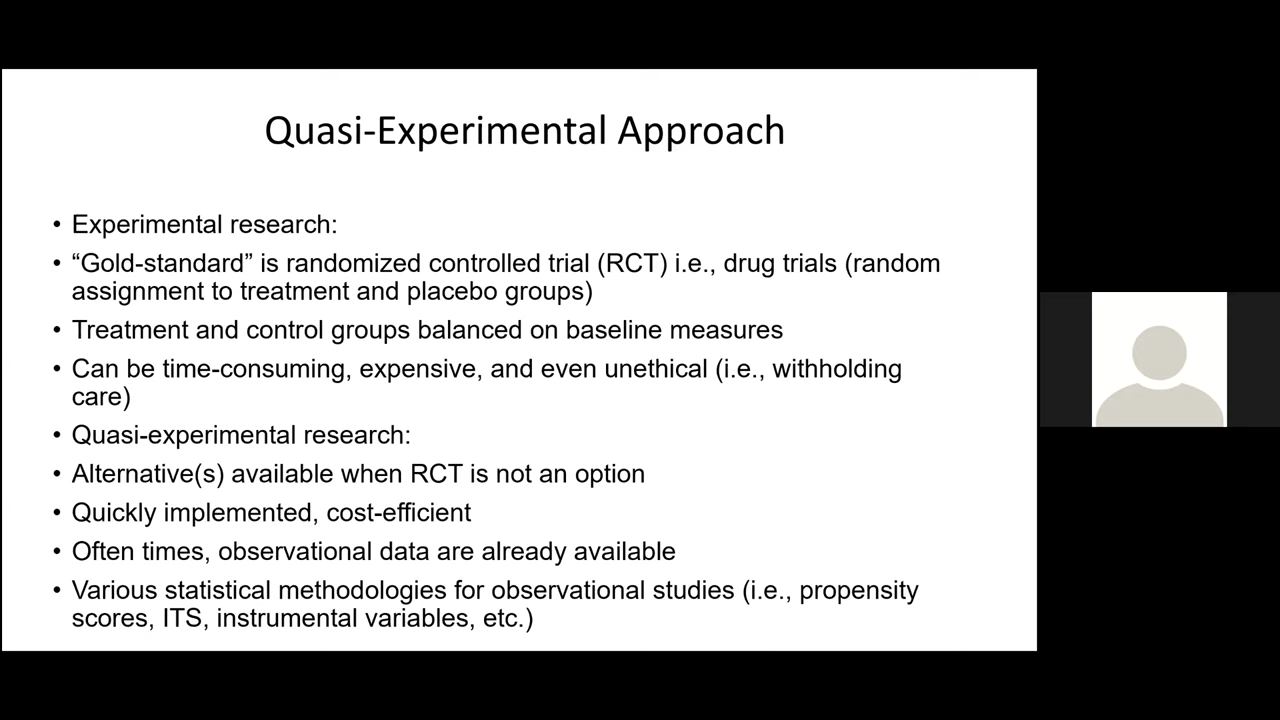 Quasi-Experimental Approach
• Experimental research:
• “Gold-standard” is randomized controlled trial (RCT) i.e., drug trials (random
assignment to treatment and placebo groups)
• Treatment and control groups balanced on baseline measures
• Can be time-consuming, expensive, and even unethical (i.e., withholding
care)
• Quasi-experimental research:
• Alternative(s) available when RCT is not an option
• Quickly implemented, cost-efficient
• Often times, observational data are already available
• Various statistical methodologies for observational studies (i.e., propensity
scores, ITS, instrumental variables, etc.)